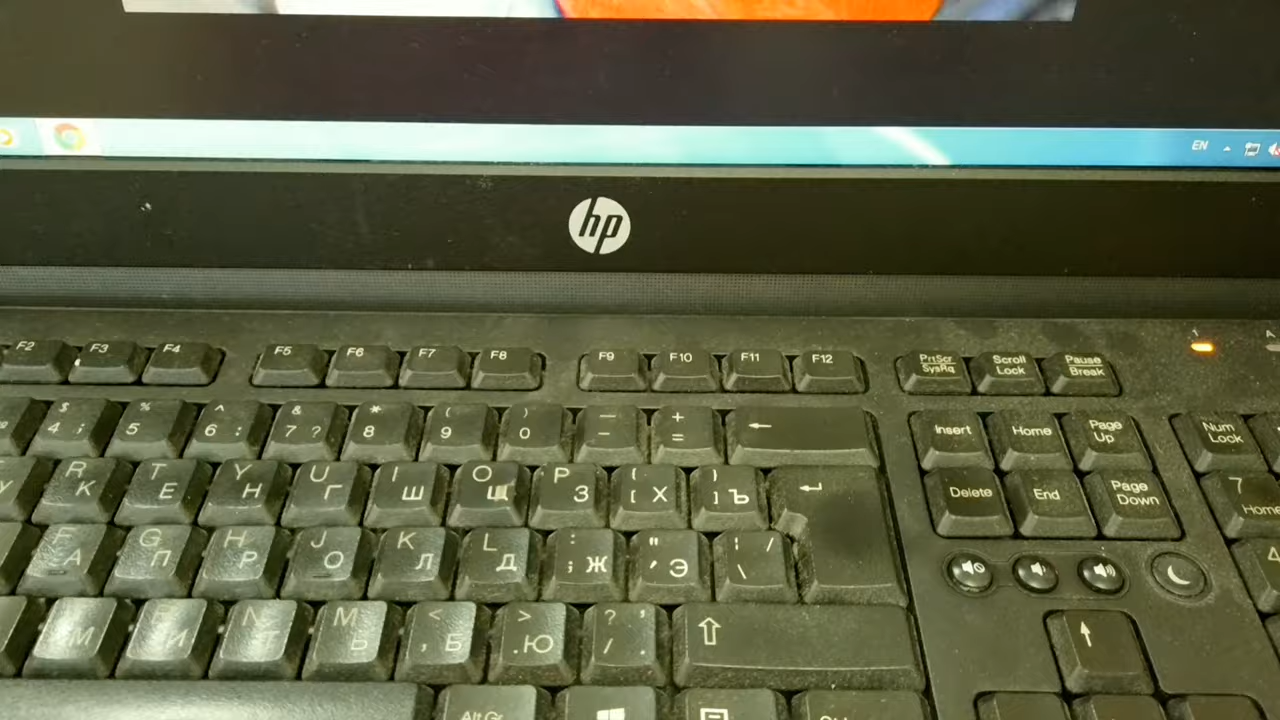 EN
hp
F2 F3 F4 F5 F6 F7 F8 F9 F10 F11 F12 PrtScr SysRq Scroll Lock Pause Break
1
A
$ 4 ; % 5 ^ 6 : & 7 ? * 8 ( 9 ) 0 — - + = ← Insert Home Page Up Num Lock
R К T Е Y Н U Г I Ш O Щ P З { [ Х } ] Ъ ↵ Delete End Page Down 7 Home
F А G П H Р J О K Л L Д : ; Ж " ' Э ¦ / \
М И N Т M Ь < , Б > . Ю ? , / . ⇧ ↑
Alt Gr